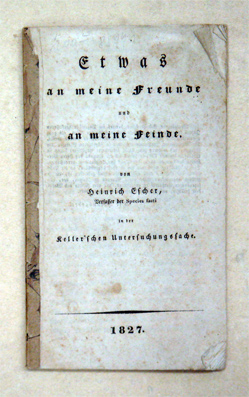 Etwas
an meine Freunde
und
an meine Feinde.
von
Heinrich Escher,
Verfasser der Species facti
in der
Keller'schen Untersuchungssache.
1827.